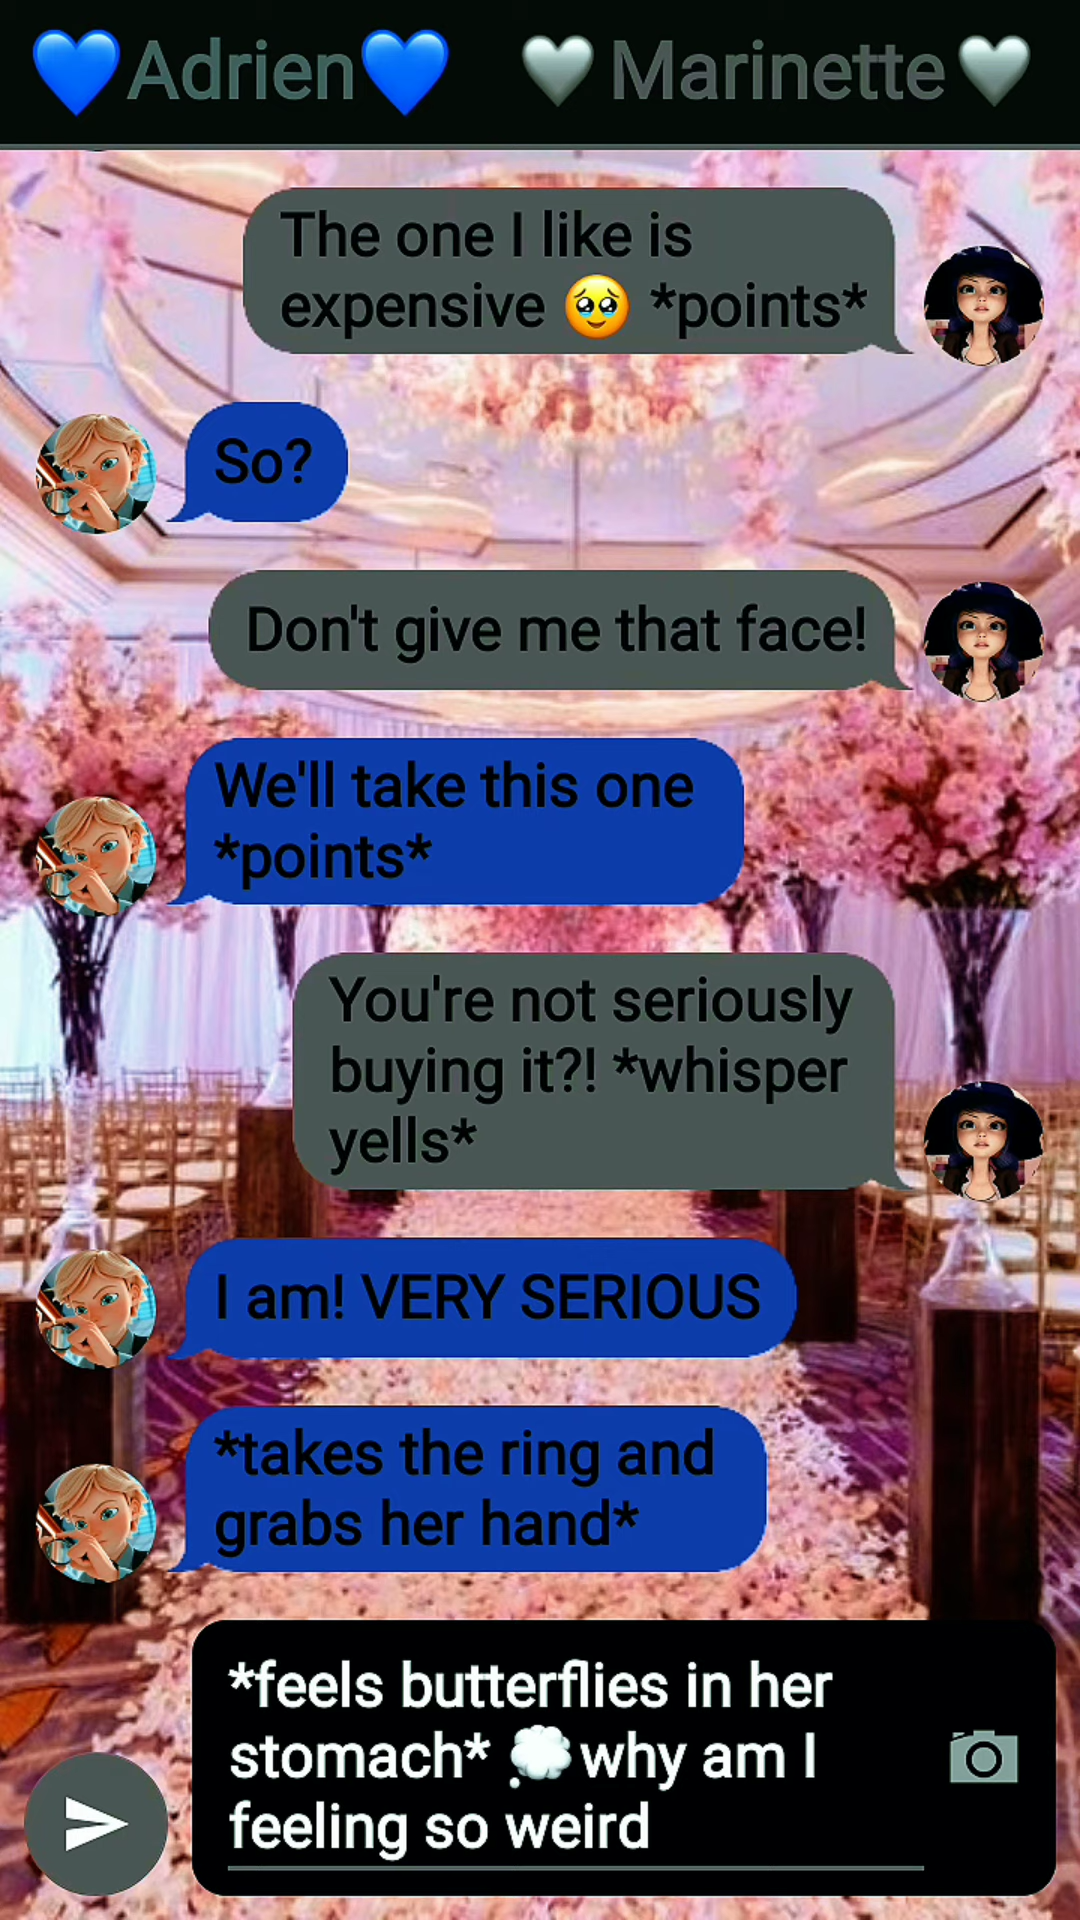 💙Adrien💙 🤍Marinette🤍
The one I like is
expensive 🥹 *points*
So?
Don't give me that face!
We'll take this one
*points*
You're not seriously
buying it?! *whisper
yells*
I am! VERY SERIOUS
*takes the ring and
grabs her hand*
*feels butterflies in her
stomach* 💭why am I
feeling so weird